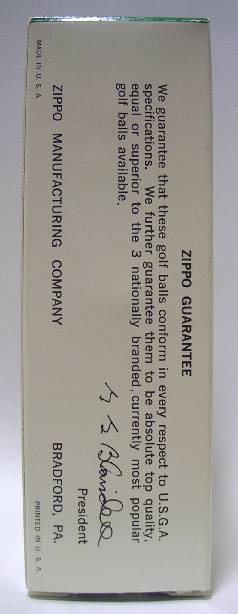 ZIPPO GUARANTEE
We guarantee that these golf balls conform in every respect to U.S.G.A.
specifications. We further guarantee them to be absolute top quality,
equal or superior to the 3 nationally branded, currently most popular
golf balls available.
G G Blaisdell
President
ZIPPO MANUFACTURING COMPANY BRADFORD, PA.
MADE IN U. S. A. PRINTED IN U. S. A.